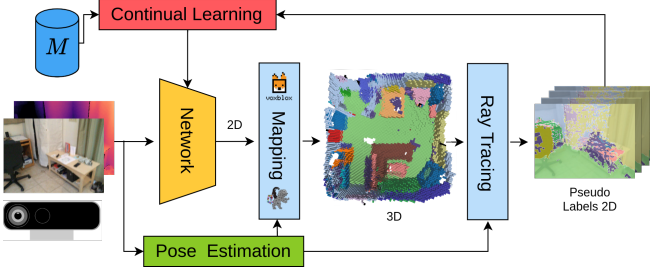 Continual Learning
M
Network
2D
voxblox
Mapping
3D
Ray Tracing
Pseudo
Labels 2D
Pose Estimation